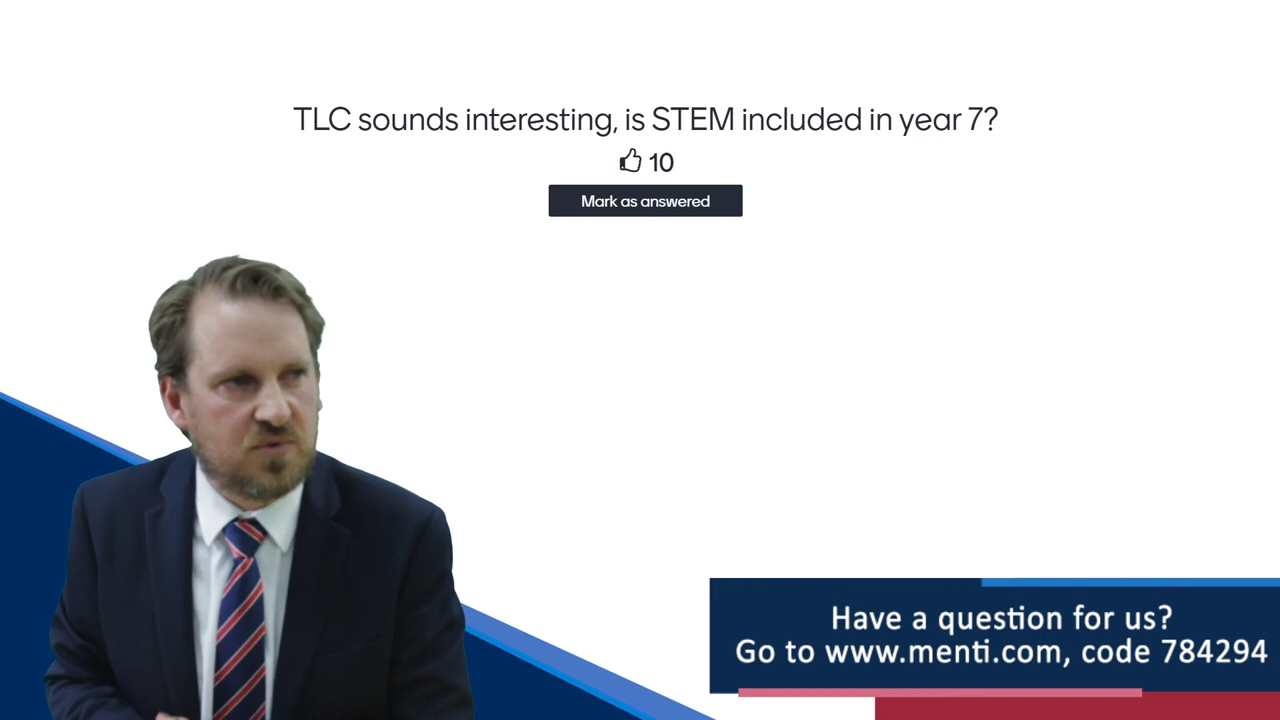 TLC sounds interesting, is STEM included in year 7?
10
Mark as answered
Have a question for us?
Go to www.menti.com, code 784294